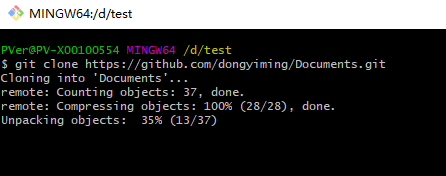 MINGW64:/d/test
PVer@PV-X00100554 MINGW64 /d/test
$ git clone https://github.com/dongyiming/Documents.git
Cloning into 'Documents'...
remote: Counting objects: 37, done.
remote: Compressing objects: 100% (28/28), done.
Unpacking objects:  35% (13/37)